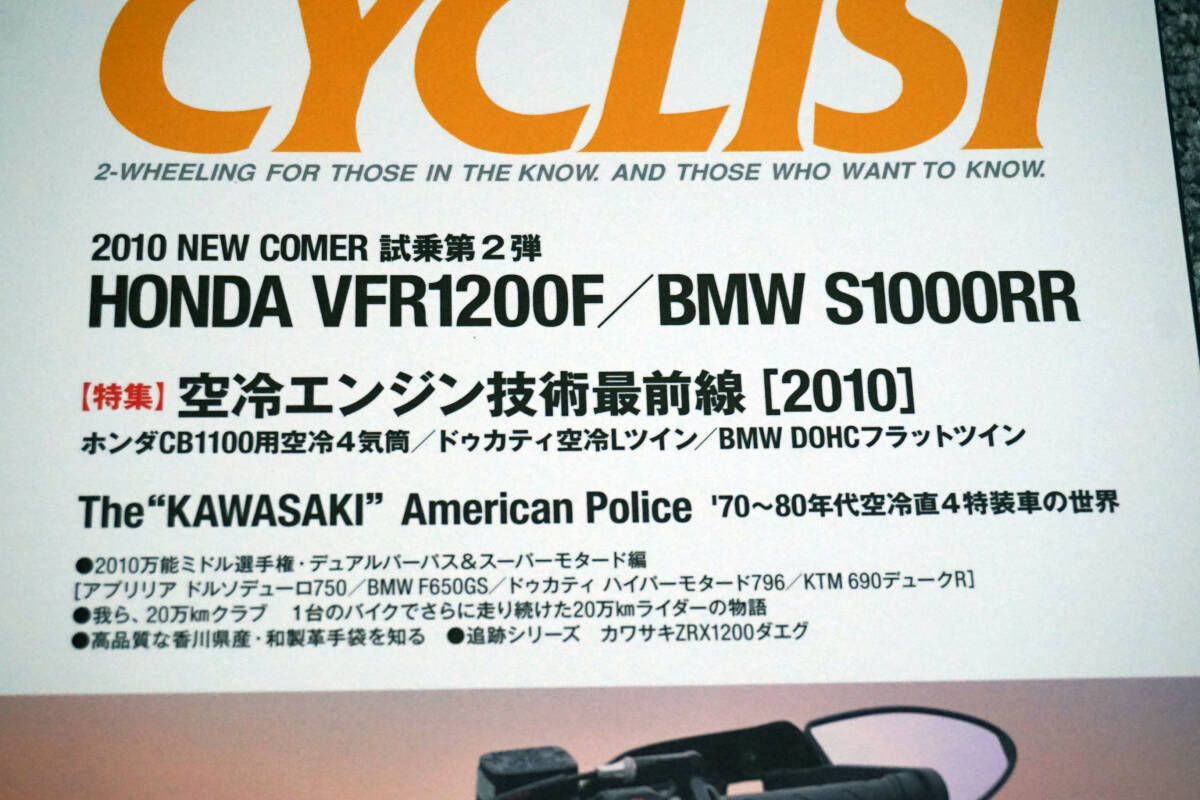 CYCLIST
2-WHEELING FOR THOSE IN THE KNOW. AND THOSE WHO WANT TO KNOW.
2010 NEW COMER 試乗第2弾
HONDA VFR1200F／BMW S1000RR
【特集】空冷エンジン技術最前線［2010］
ホンダCB1100用空冷4気筒／ドゥカティ空冷Lツイン／BMW DOHCフラットツイン
The “KAWASAKI” American Police '70〜80年代空冷直4特装車の世界
●2010万能ミドル選手権・デュアルパーパス＆スーパーモタード編
[アプリリア ドルソデューロ750／BMW F650GS／ドゥカティ ハイパーモタード796／KTM 690デュークR]
●我ら、20万kmクラブ 1台のバイクでさらに走り続けた20万kmライダーの物語
●高品質な香川県産・和製革手袋を知る ●追跡シリーズ カワサキZRX1200ダエグ